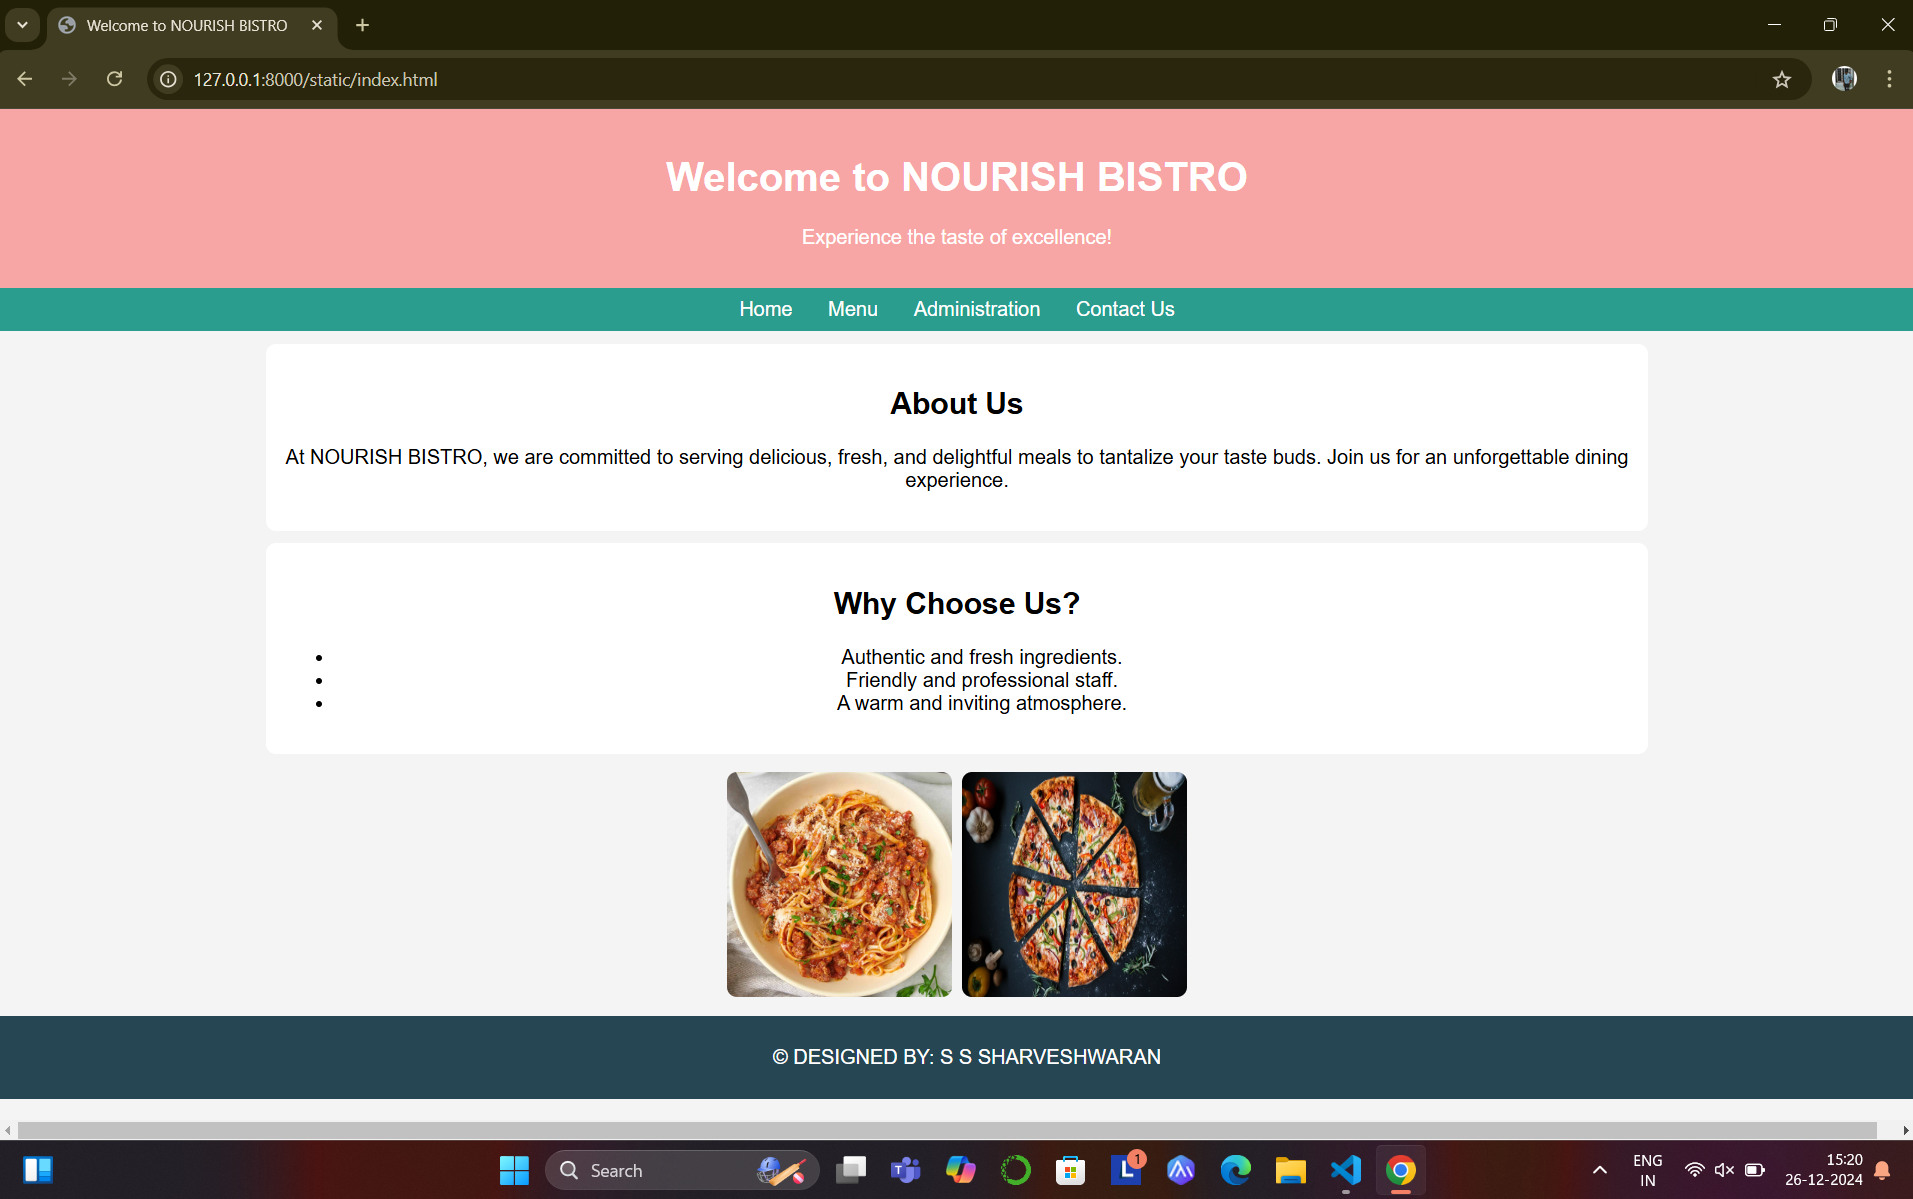 Welcome to NOURISH BISTRO
127.0.0.1:8000/static/index.html
Welcome to NOURISH BISTRO
Experience the taste of excellence!
Home Menu Administration Contact Us
About Us
At NOURISH BISTRO, we are committed to serving delicious, fresh, and delightful meals to tantalize your taste buds. Join us for an unforgettable dining
experience.
Why Choose Us?
• Authentic and fresh ingredients.
• Friendly and professional staff.
• A warm and inviting atmosphere.
© DESIGNED BY: S S SHARVESHWARAN
Search
T
L
1
ENG
IN
15:20
26-12-2024